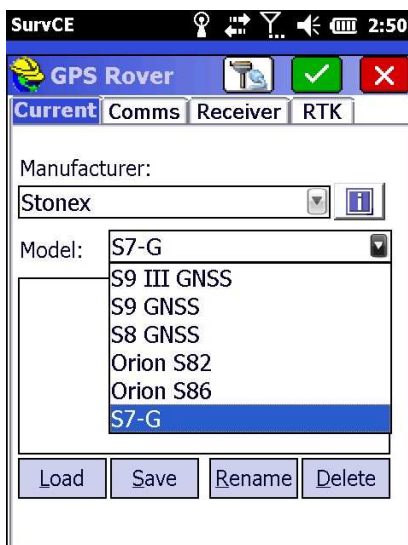 SurvCE 2:50
GPS Rover
Current Comms Receiver RTK
Manufacturer:
Stonex
Model: S7-G
S9 III GNSS
S9 GNSS
S8 GNSS
Orion S82
Orion S86
S7-G
Load Save Rename Delete